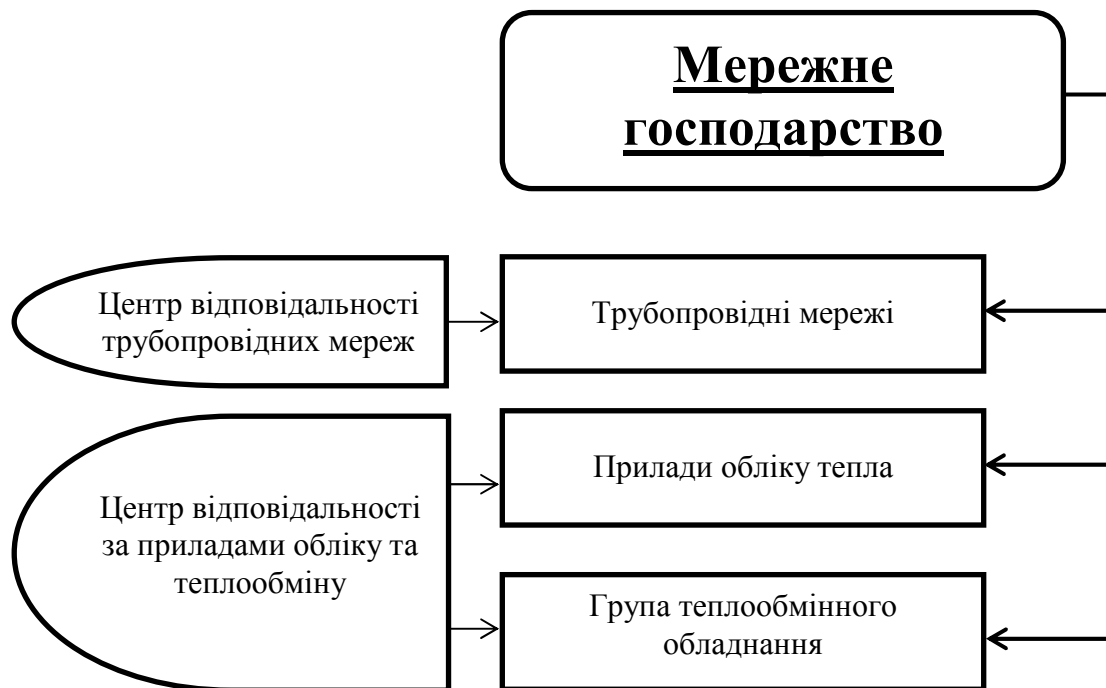 Мережне
господарство
Центр відповідальності
трубопровідних мереж
Трубопровідні мережі
Центр відповідальності
за приладами обліку та
теплообміну
Прилади обліку тепла
Група теплообмінного
обладнання